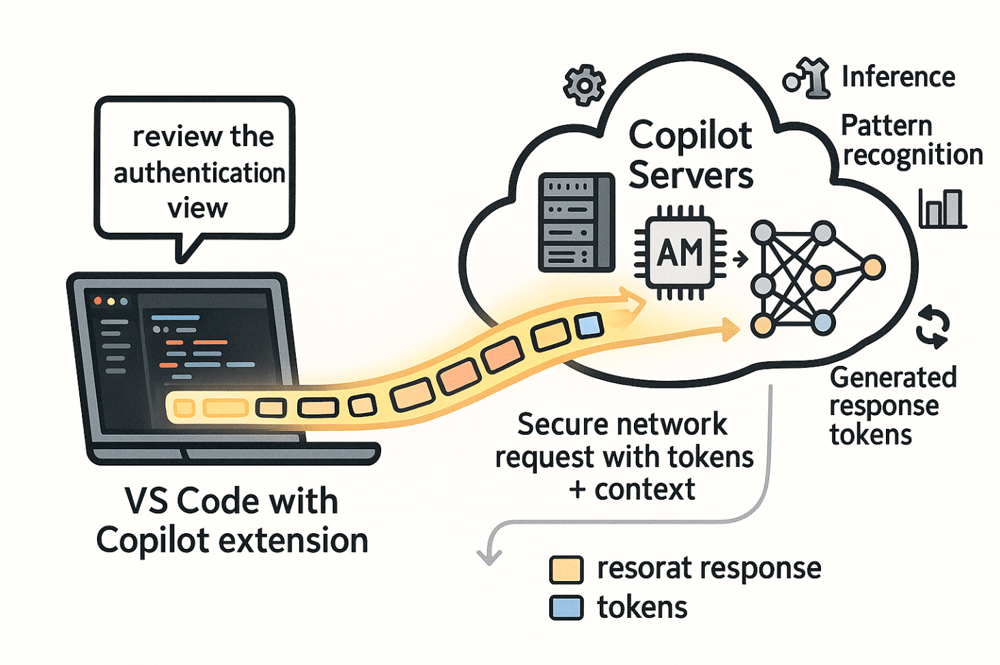 review the
authentication
view
VS Code with
Copilot extension
Copilot
Servers
AM
Inference
Pattern
recognition
Generated
response
tokens
Secure network
request with tokens
+ context
resorat response
tokens